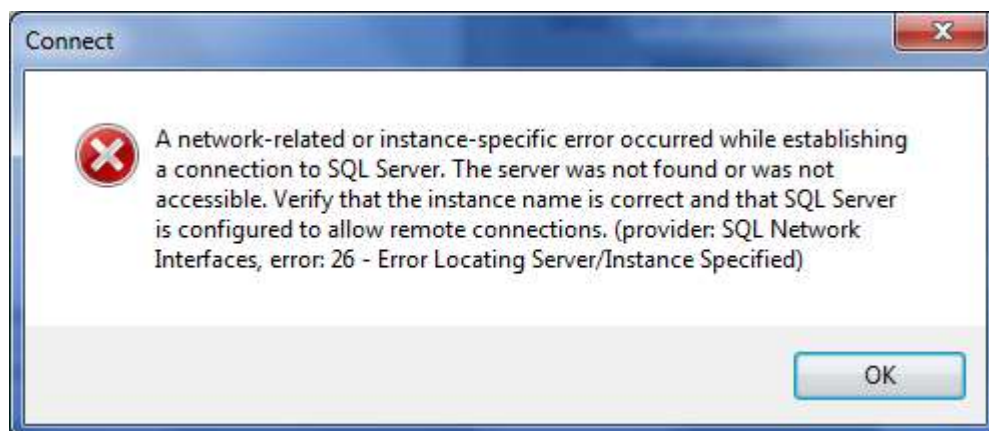 Connect
A network-related or instance-specific error occurred while establishing
a connection to SQL Server. The server was not found or was not
accessible. Verify that the instance name is correct and that SQL Server
is configured to allow remote connections. (provider: SQL Network
Interfaces, error: 26 - Error Locating Server/Instance Specified)
OK